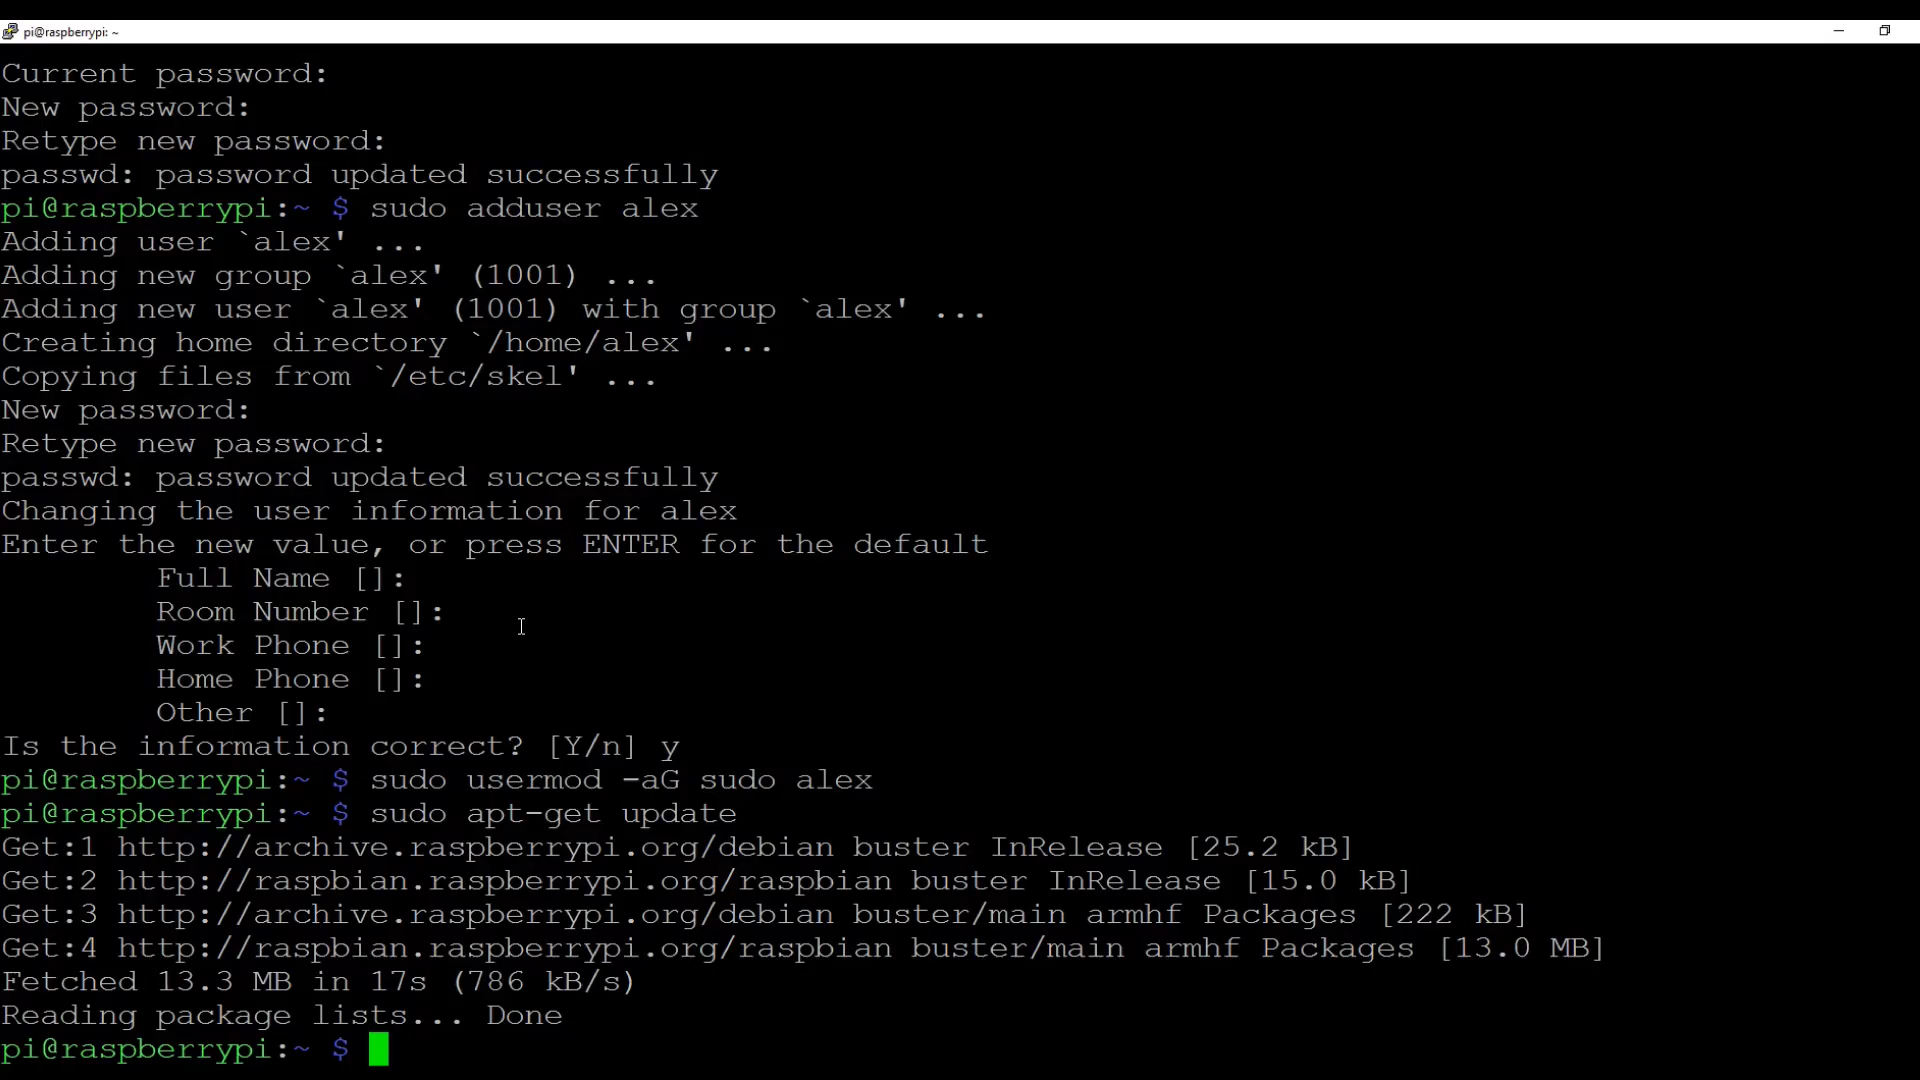 pi@raspberrypi: ~
Current password:
New password:
Retype new password:
passwd: password updated successfully
pi@raspberrypi:~ $ sudo adduser alex
Adding user `alex' ...
Adding new group `alex' (1001) ...
Adding new user `alex' (1001) with group `alex' ...
Creating home directory `/home/alex' ...
Copying files from `/etc/skel' ...
New password:
Retype new password:
passwd: password updated successfully
Changing the user information for alex
Enter the new value, or press ENTER for the default
        Full Name []:
        Room Number []:
        Work Phone []:
        Home Phone []:
        Other []:
Is the information correct? [Y/n] y
pi@raspberrypi:~ $ sudo usermod -aG sudo alex
pi@raspberrypi:~ $ sudo apt-get update
Get:1 http://archive.raspberrypi.org/debian buster InRelease [25.2 kB]
Get:2 http://raspbian.raspberrypi.org/raspbian buster InRelease [15.0 kB]
Get:3 http://archive.raspberrypi.org/debian buster/main armhf Packages [222 kB]
Get:4 http://raspbian.raspberrypi.org/raspbian buster/main armhf Packages [13.0 MB]
Fetched 13.3 MB in 17s (786 kB/s)
Reading package lists... Done
pi@raspberrypi:~ $